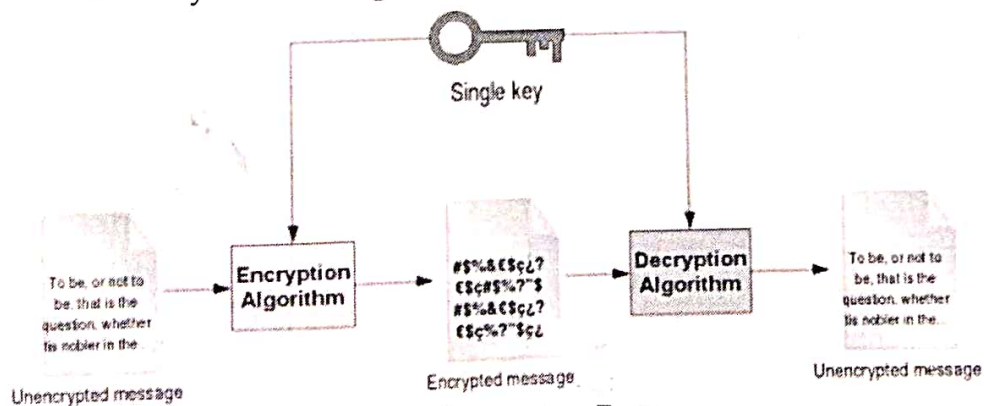 Single key
To be, or not to
be, that is the
question, whether
tis nobler in the...
Unencrypted message
Encryption
Algorithm
#$%&€$ç¿?
€$ç#$%?"$
#$%&€$ç¿?
€$ç%?"$ç¿
Encrypted message
Decryption
Algorithm
To be, or not to
be, that is the
question, whether
tis nobler in the...
Unencrypted message